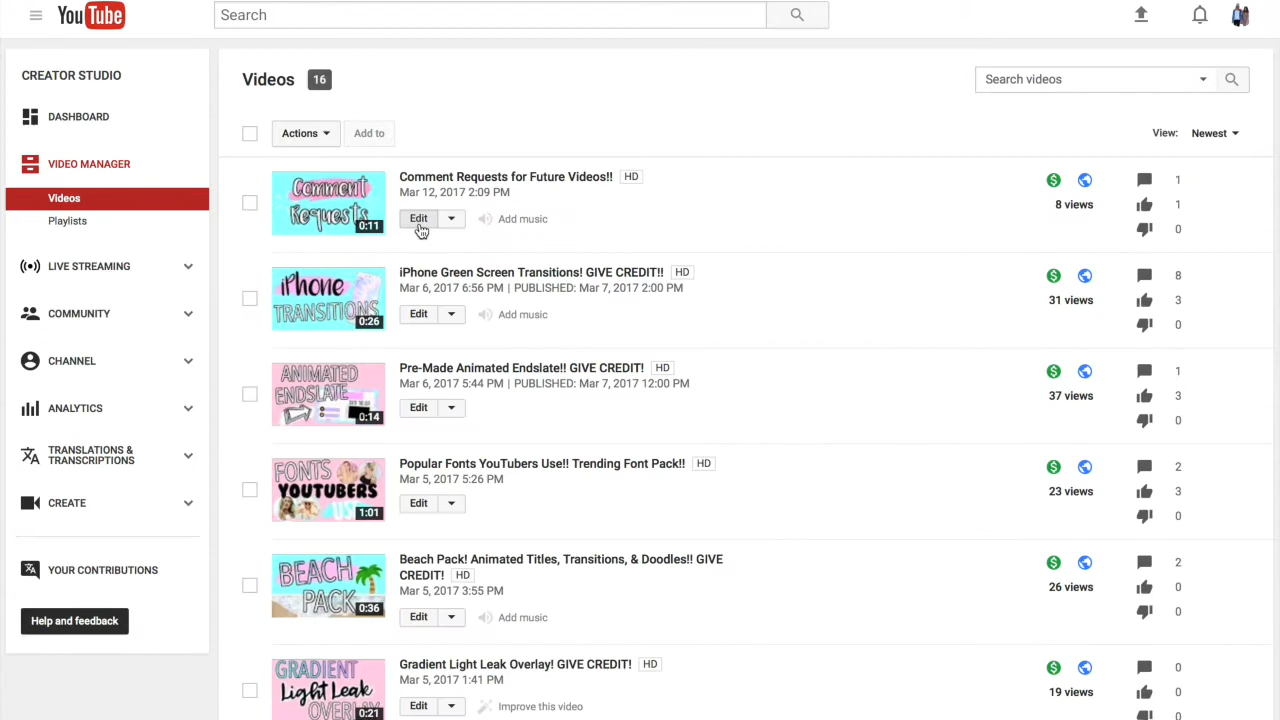 YouTube
Search
CREATOR STUDIO
DASHBOARD
VIDEO MANAGER
Videos
Playlists
LIVE STREAMING
COMMUNITY
CHANNEL
ANALYTICS
TRANSLATIONS &
TRANSCRIPTIONS
CREATE
YOUR CONTRIBUTIONS
Help and feedback
Videos 16
Search videos
Actions Add to
View: Newest
Comment
Requests
0:11
Comment Requests for Future Videos!! HD
Mar 12, 2017 2:09 PM
Edit Add music
8 views
1
1
0
iPhone
TRANSITIONS
0:26
iPhone Green Screen Transitions! GIVE CREDIT!! HD
Mar 6, 2017 6:56 PM | PUBLISHED: Mar 7, 2017 2:00 PM
Edit Add music
31 views
8
3
0
ANIMATED
ENDSLATE
0:14
Pre-Made Animated Endslate!! GIVE CREDIT! HD
Mar 6, 2017 5:44 PM | PUBLISHED: Mar 7, 2017 12:00 PM
Edit
37 views
1
3
0
FONTS
YOUTUBERS
1:01
Popular Fonts YouTubers Use!! Trending Font Pack!! HD
Mar 5, 2017 5:26 PM
Edit
23 views
2
3
0
BEACH
PACK
0:36
Beach Pack! Animated Titles, Transitions, & Doodles!! GIVE
CREDIT! HD
Mar 5, 2017 3:55 PM
Edit Add music
26 views
2
0
0
GRADIENT
Light Leak
OVERLAY
0:21
Gradient Light Leak Overlay! GIVE CREDIT! HD
Mar 5, 2017 1:41 PM
Edit Improve this video
19 views
0
0
0